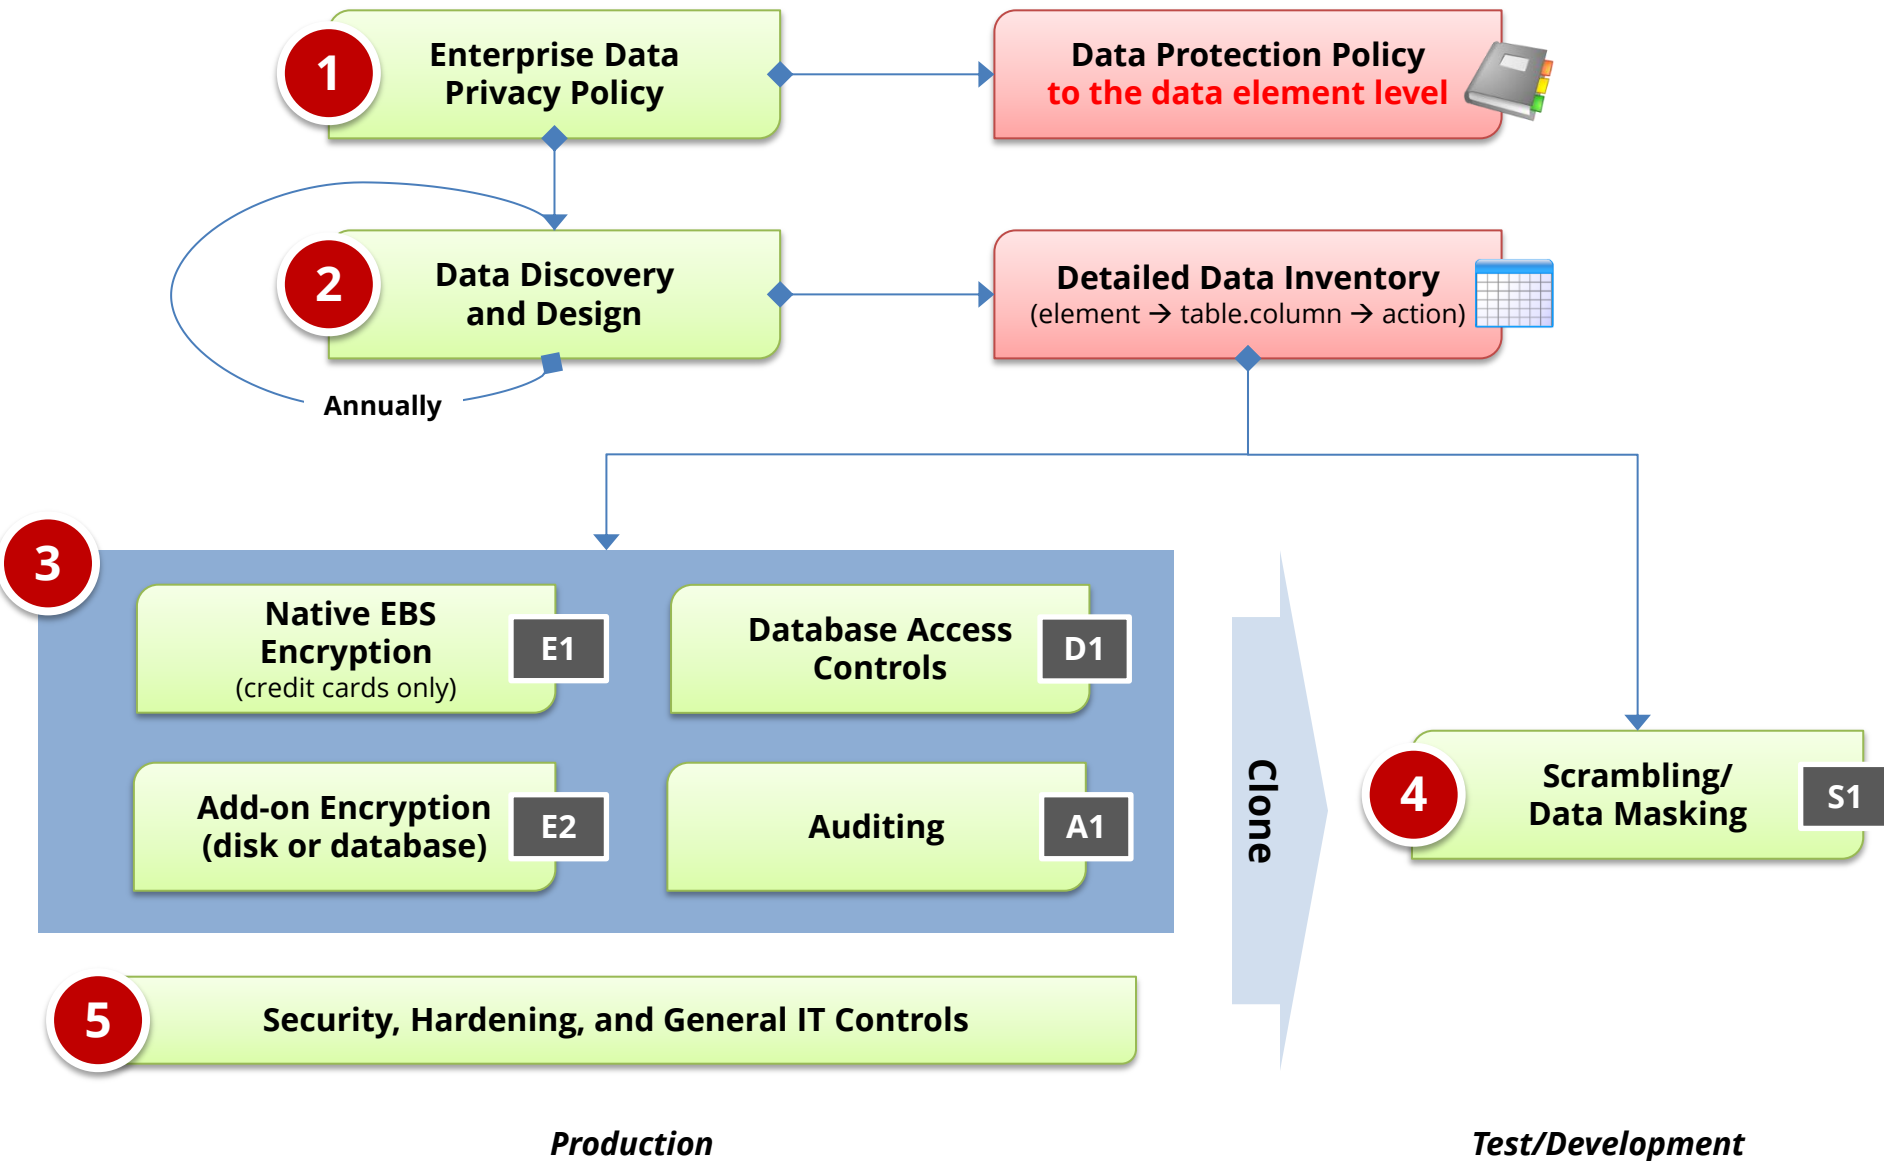 1
Enterprise Data
Privacy Policy
Data Protection Policy
to the data element level
2
Data Discovery
and Design
Detailed Data Inventory
(element → table.column → action)
Annually
3
Native EBS
Encryption
(credit cards only)
E1
Database Access
Controls
D1
Add-on Encryption
(disk or database)
E2
Auditing
A1
Clone
4
Scrambling/
Data Masking
S1
5
Security, Hardening, and General IT Controls
Production
Test/Development